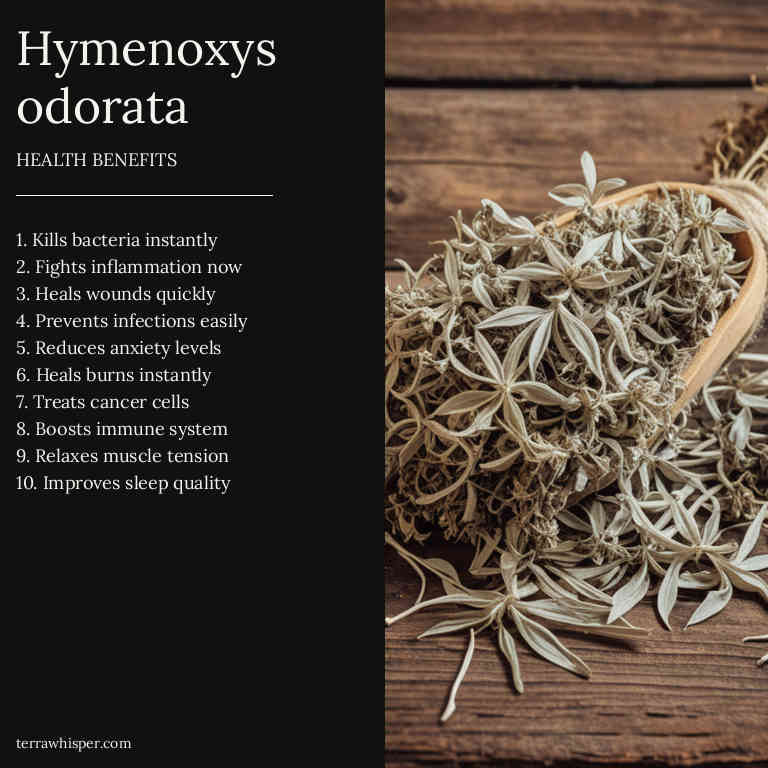 Hymenoxys
odorata
HEALTH BENEFITS
1. Kills bacteria instantly
2. Fights inflammation now
3. Heals wounds quickly
4. Prevents infections easily
5. Reduces anxiety levels
6. Heals burns instantly
7. Treats cancer cells
8. Boosts immune system
9. Relaxes muscle tension
10. Improves sleep quality
terrawhisper.com